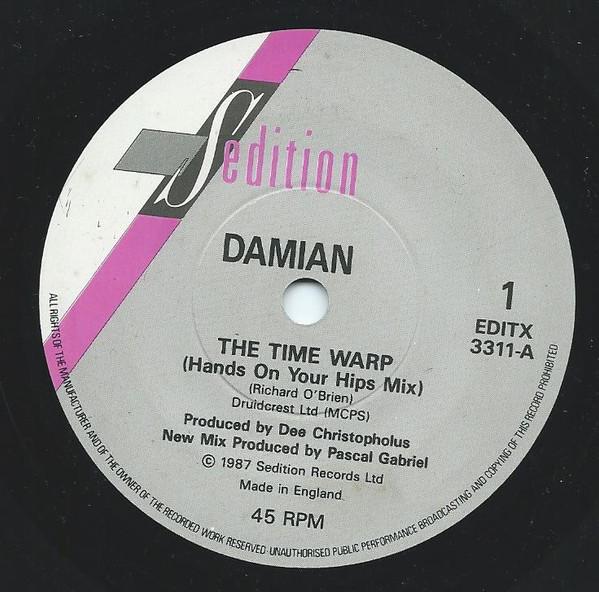 Sedition
DAMIAN
1
EDITX
3311-A
THE TIME WARP
(Hands On Your Hips Mix)
(Richard O'Brien)
Druidcrest Ltd (MCPS)
Produced by Dee Christopholus
New Mix Produced by Pascal Gabriel
© 1987 Sedition Records Ltd
Made in England
45 RPM
ALL RIGHTS OF THE MANUFACTURER AND OF THE OWNER OF THE RECORDED WORK RESERVED·UNAUTHORISED PUBLIC PERFORMANCE BROADCASTING AND COPYING OF THIS RECORD PROHIBITED